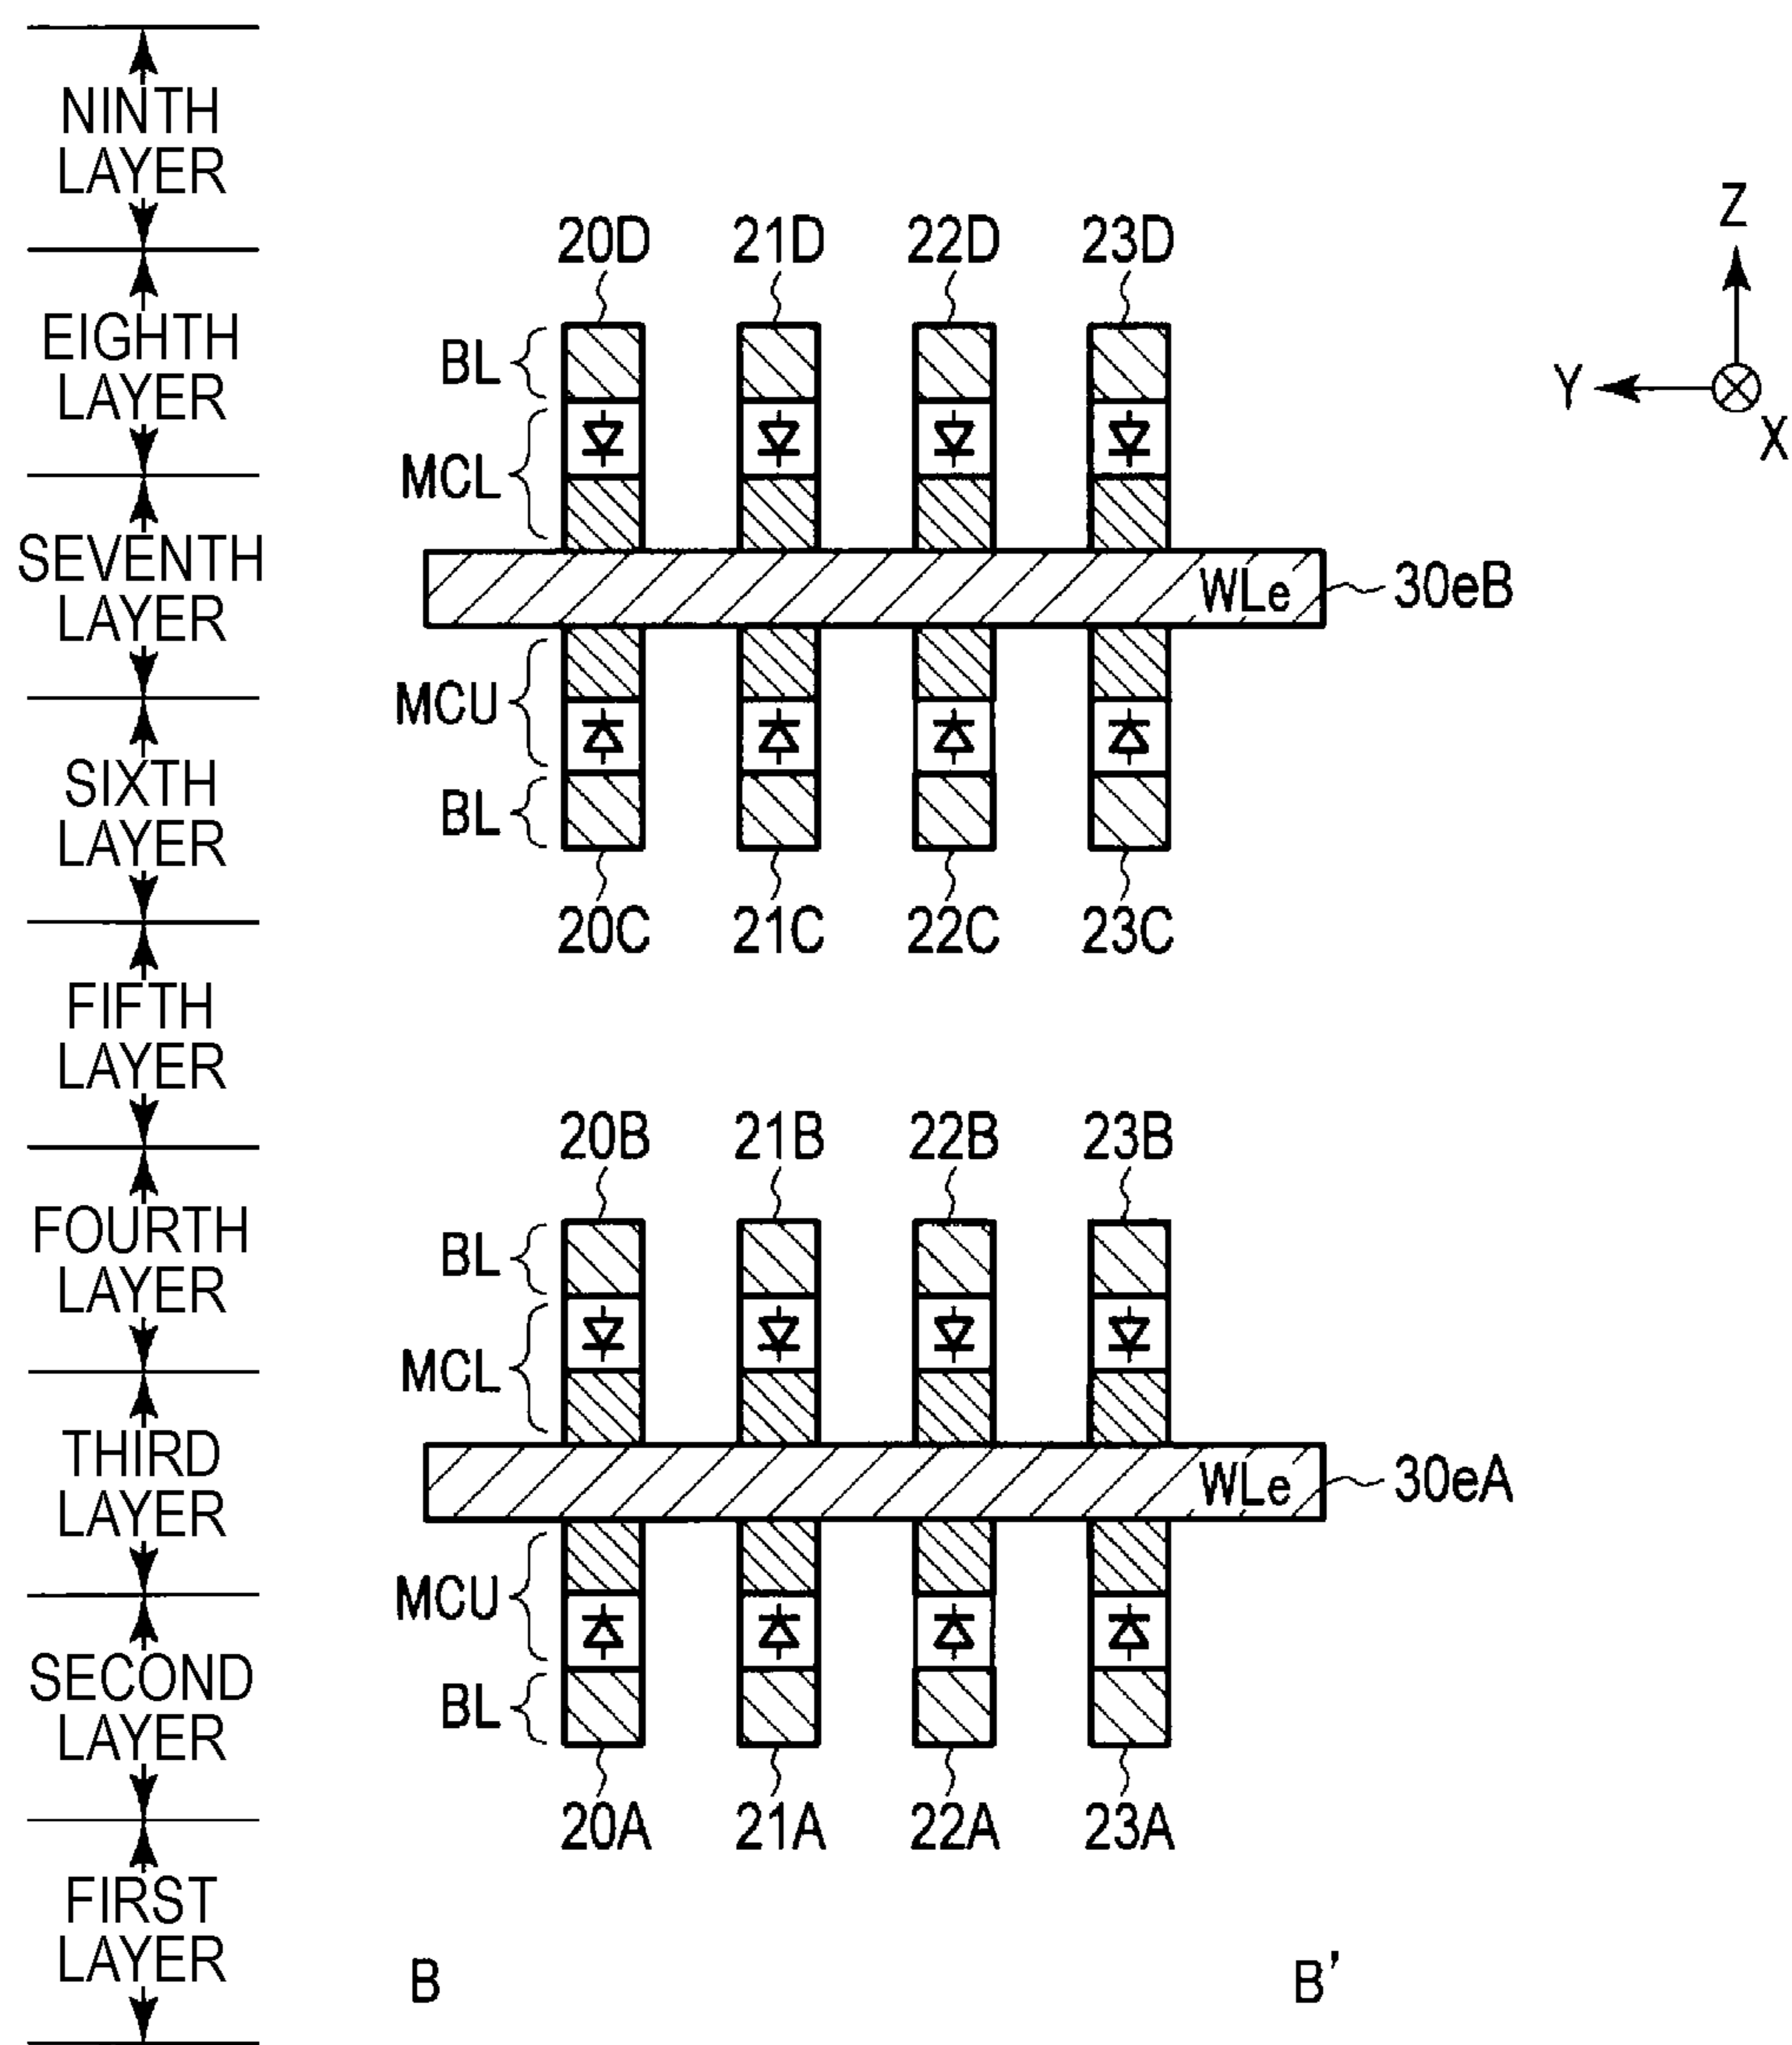 NINTH
LAYER
EIGHTH
LAYER
SEVENTH
LAYER
SIXTH
LAYER
FIFTH
LAYER
FOURTH
LAYER
THIRD
LAYER
SECOND
LAYER
FIRST
LAYER
20D 21D 22D 23D
BL
MCL
WLe 30eB
MCU
BL
20C 21C 22C 23C
20B 21B 22B 23B
BL
MCL
WLe 30eA
MCU
BL
20A 21A 22A 23A
B B'
Z
Y
X